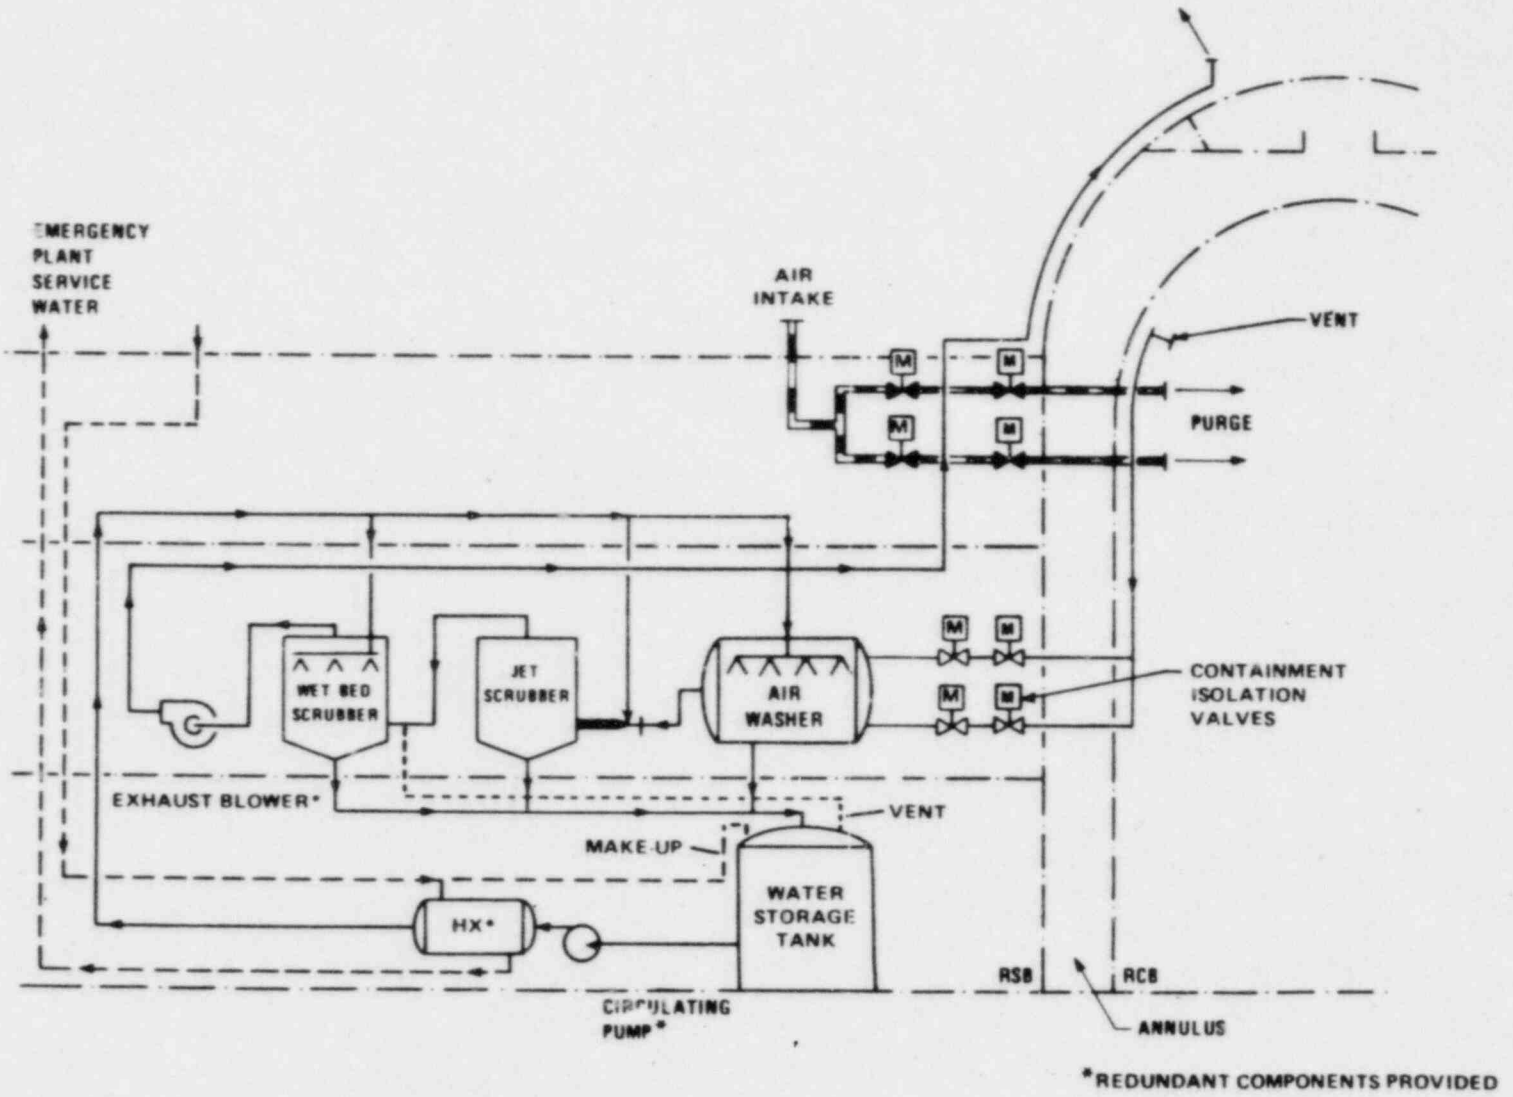 EMERGENCY
PLANT
SERVICE
WATER
AIR
INTAKE
VENT
M
M
PURGE
M
M
M
M
JET
SCRUBBER
WET BED
SCRUBBER
AIR
WASHER
M
M
CONTAINMENT
ISOLATION
VALVES
EXHAUST BLOWER*
VENT
MAKE-UP
WATER
STORAGE
TANK
HX*
RSB
RCB
CIRCULATING
PUMP*
ANNULUS
*REDUNDANT COMPONENTS PROVIDED